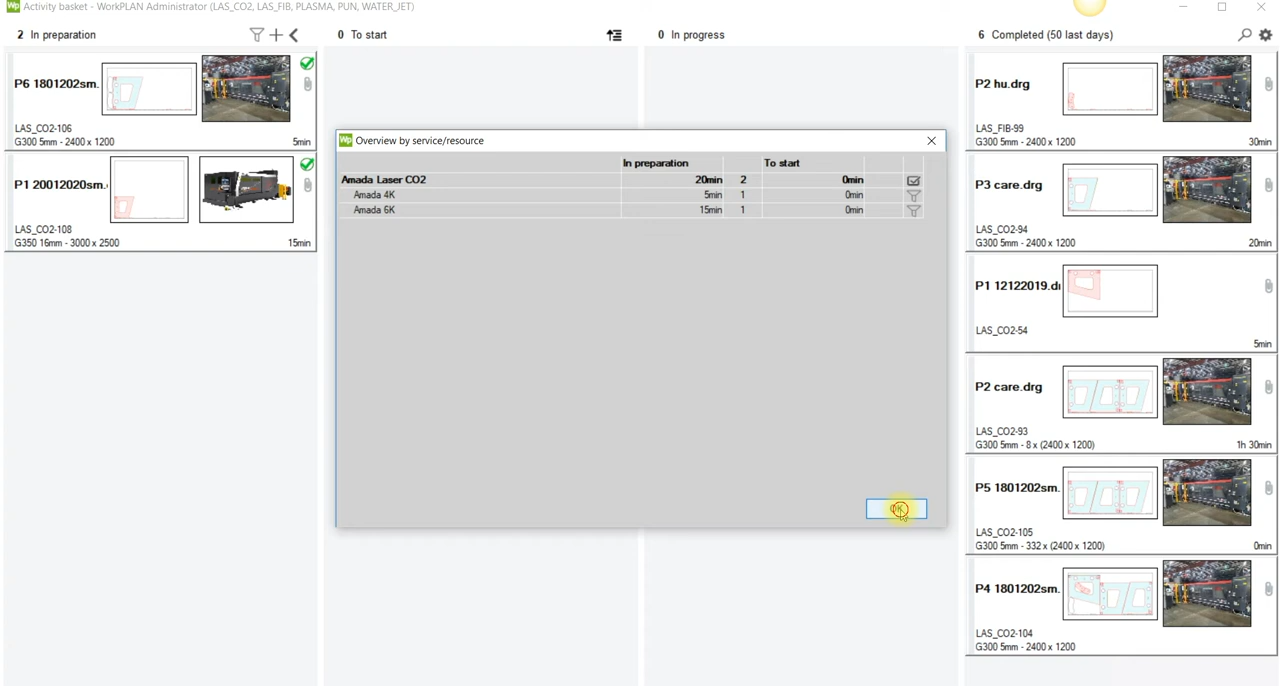 Wp Activity basket - WorkPLAN Administrator (LAS_CO2, LAS_FIB, PLASMA, PUN, WATER_JET)
2 In preparation
0 To start
0 In progress
6 Completed (50 last days)
P6 1801202sm.
LAS_CO2-106
G300 5mm - 2400 x 1200
5min
P1 20012020sm.
LAS_CO2-108
G350 16mm - 3000 x 2500
15min
Wp Overview by service/resource
In preparation To start
Amada Laser CO2 20min 2 0min
Amada 4K 5min 1 0min
Amada 6K 15min 1 0min
OK
P2 hu.drg
LAS_FIB-99
G300 5mm - 2400 x 1200
30min
P3 care.drg
LAS_CO2-94
G300 5mm - 2400 x 1200
20min
P1 12122019.d
LAS_CO2-54
5min
P2 care.drg
LAS_CO2-93
G300 5mm - 8 x (2400 x 1200)
1h 30min
P5 1801202sm.
LAS_CO2-105
G300 5mm - 332 x (2400 x 1200)
0min
P4 1801202sm.
LAS_CO2-104
G300 5mm - 2400 x 1200